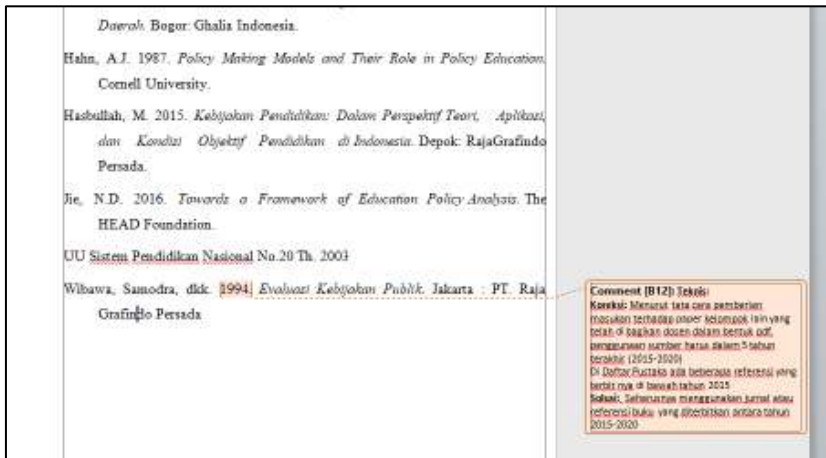 Daerah. Bogor: Ghalia Indonesia.
Hahn, A.J. 1987. Policy Making Models and Their Role in Policy Education.
Cornell University.
Hasbullah, M. 2015. Kebijakan Pendidikan: Dalam Perspektif Teori, Aplikasi,
dan Kondisi Objektif Pendidikan di Indonesia. Depok: RajaGrafindo
Persada.
Jie, N.D. 2016. Towards a Framework of Education Policy Analysis. The
HEAD Foundation.
UU Sistem Pendidikan Nasional No.20 Th. 2003
Wibawa, Samodra, dkk. 1994. Evaluasi Kebijakan Publik. Jakarta : PT. Raja
Grafindo Persada
Comment [B12]: Teknis:
Koreksi: Menurut tata cara pemberian
masukan terhadap paper kelompok lain yang
telah di bagikan dosen dalam bentuk pdf,
penggunaan sumber harus dalam 5 tahun
terakhir (2015-2020)
Di Daftar Pustaka ada beberapa referensi yang
terbit nya di bawah tahun 2015
Solusi: Seharusnya menggunakan jurnal atau
referensi buku yang diterbitkan antara tahun
2015-2020